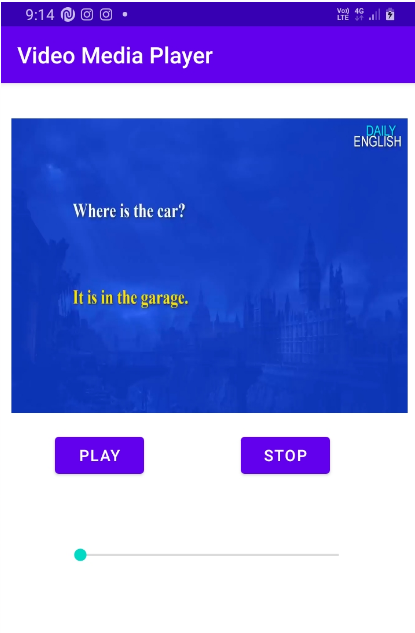 9:14
Vo)) 4G
LTE
Video Media Player
DAILY
ENGLISH
Where is the car?
It is in the garage.
PLAY STOP